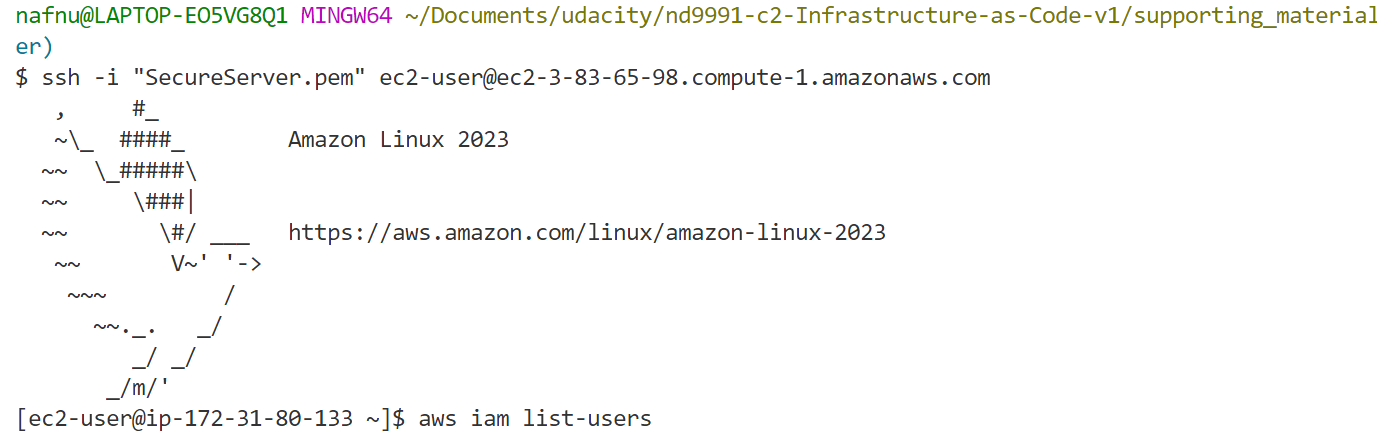 nafnu@LAPTOP-EO5VG8Q1 MINGW64 ~/Documents/udacity/nd9991-c2-Infrastructure-as-Code-v1/supporting_material
er)
$ ssh -i "SecureServer.pem" ec2-user@ec2-3-83-65-98.compute-1.amazonaws.com
   ,     #_
   ~\_  ####_        Amazon Linux 2023
  ~~  \_#####\
  ~~     \###|
  ~~       \#/ ___   https://aws.amazon.com/linux/amazon-linux-2023
   ~~       V~' '->
    ~~~         /
      ~~._.   _/
         _/ _/
       _/m/'
[ec2-user@ip-172-31-80-133 ~]$ aws iam list-users